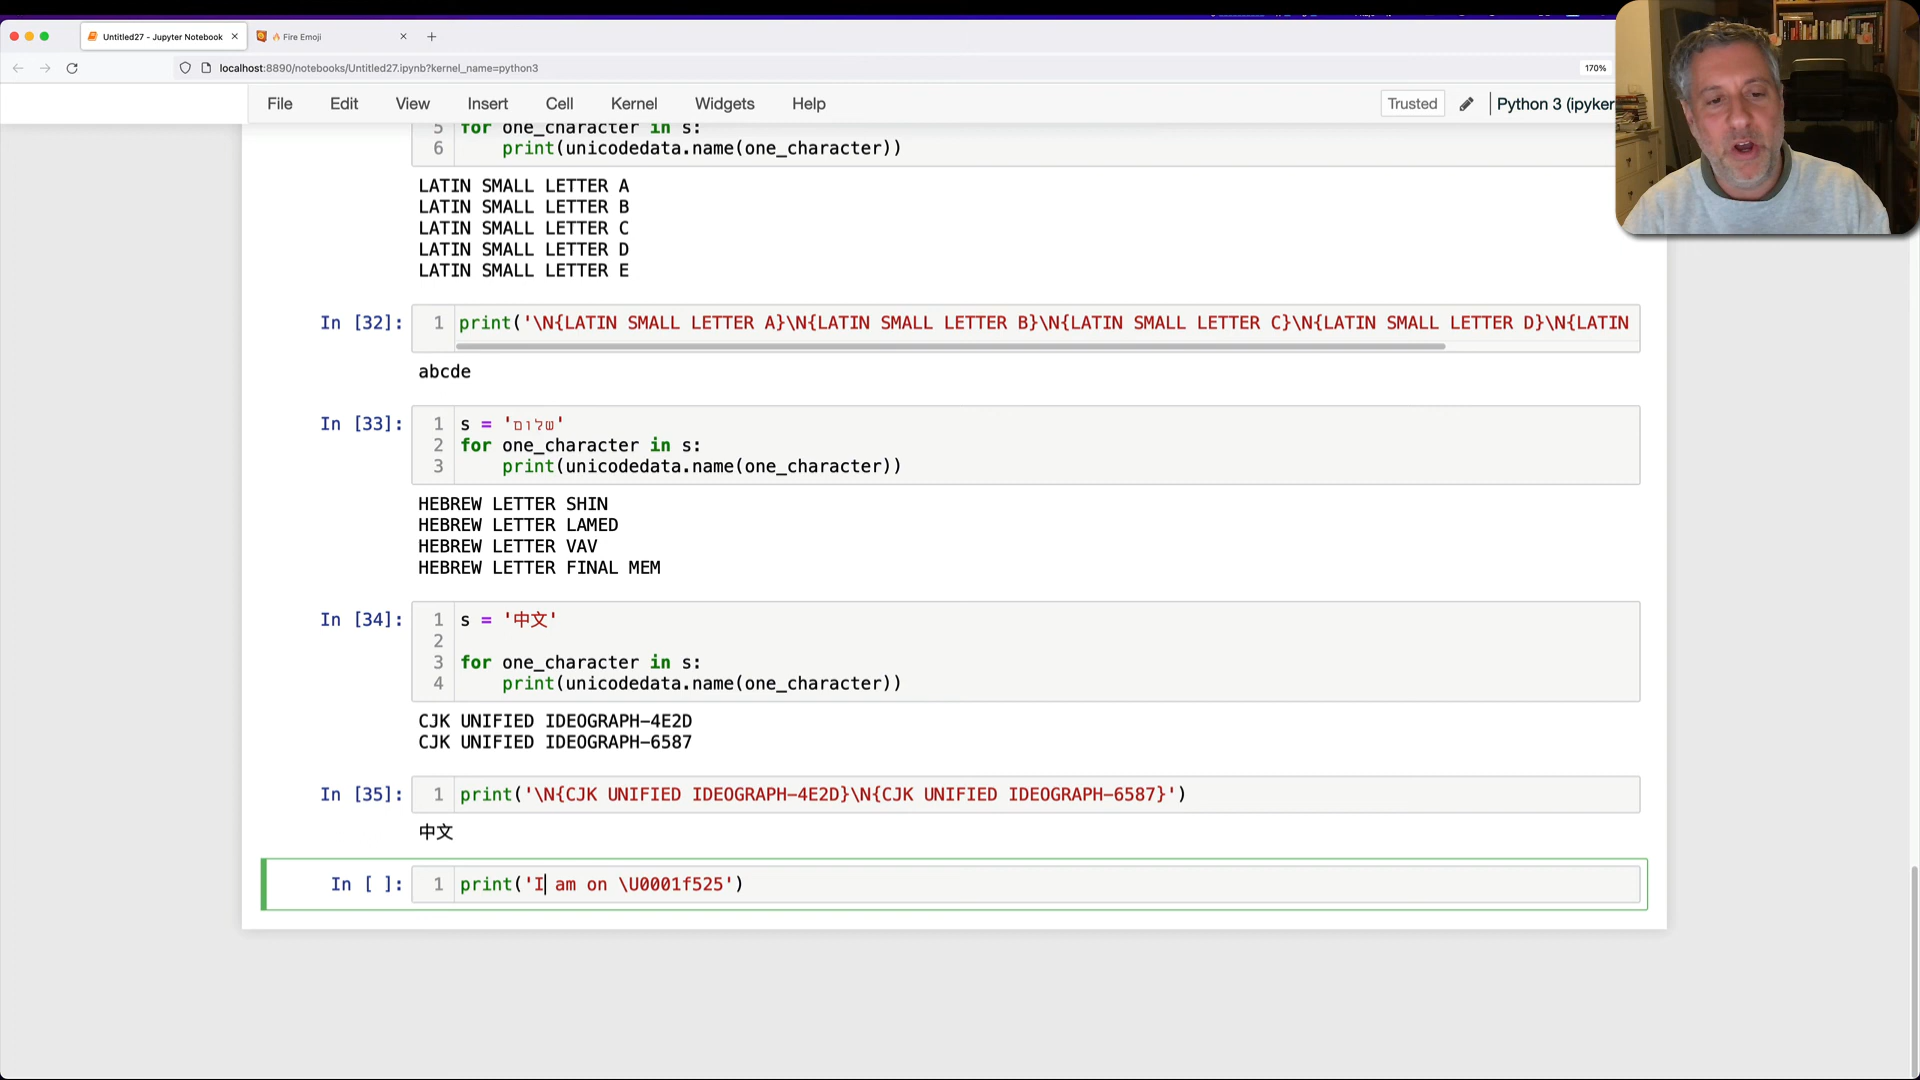 Untitled27 - Jupyter Notebook
🔥 Fire Emoji
localhost:8890/notebooks/Untitled27.ipynb?kernel_name=python3
170%
File Edit View Insert Cell Kernel Widgets Help
Trusted
Python 3 (ipyker
5 for one_character in s:
6 print(unicodedata.name(one_character))
LATIN SMALL LETTER A
LATIN SMALL LETTER B
LATIN SMALL LETTER C
LATIN SMALL LETTER D
LATIN SMALL LETTER E
In [32]: 1 print('\N{LATIN SMALL LETTER A}\N{LATIN SMALL LETTER B}\N{LATIN SMALL LETTER C}\N{LATIN SMALL LETTER D}\N{LATIN
abcde
In [33]: 1 s = 'שלום'
2 for one_character in s:
3 print(unicodedata.name(one_character))
HEBREW LETTER SHIN
HEBREW LETTER LAMED
HEBREW LETTER VAV
HEBREW LETTER FINAL MEM
In [34]: 1 s = '中文'
2
3 for one_character in s:
4 print(unicodedata.name(one_character))
CJK UNIFIED IDEOGRAPH-4E2D
CJK UNIFIED IDEOGRAPH-6587
In [35]: 1 print('\N{CJK UNIFIED IDEOGRAPH-4E2D}\N{CJK UNIFIED IDEOGRAPH-6587}')
中文
In [ ]: 1 print('I am on \U0001f525')